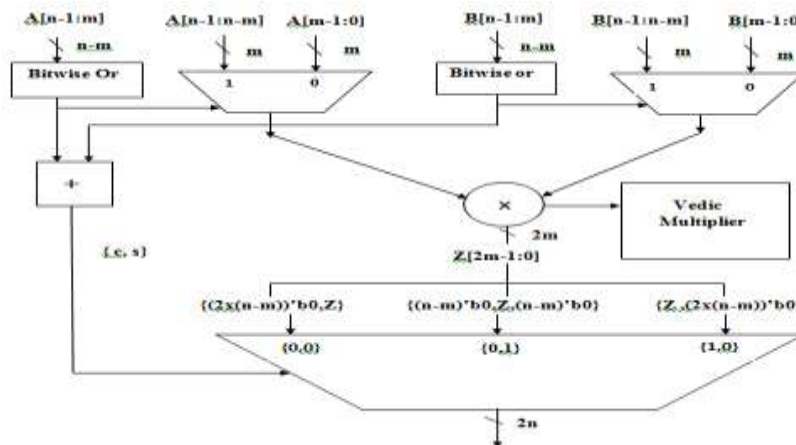 A[n-1:m] A[n-1:n-m] A[m-1:0] B[n-1:m] B[n-1:n-m] B[m-1:0
n-m m m n-m m m
Bitwise Or 1 0 Bitwise or 1 0
+
× Vedic Multiplier
2m
{c, s} Z[2m-1:0]
{(2x(n-m))'b0,Z} {(n-m)'b0,Z,(n-m)'b0} {Z,,(2x(n-m))'b0
{0,0} {0,1} {1,0}
2n